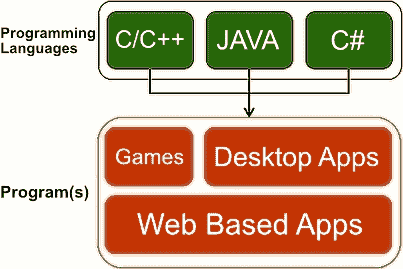 Programming
Languages
C/C++ JAVA C#
Games Desktop Apps
Program(s)
Web Based Apps